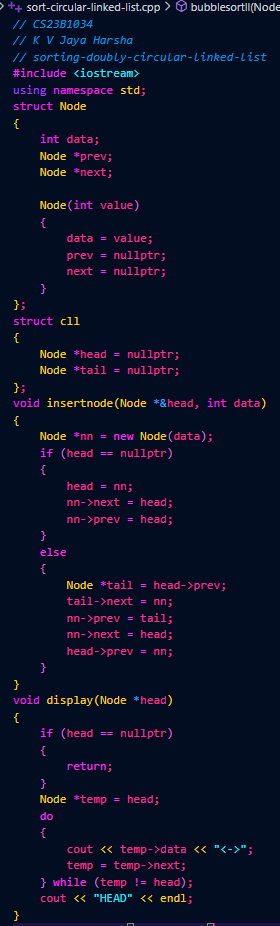 sort-circular-linked-list.cpp > bubblesortll(Node
// CS23B1034
// K V Jaya Harsha
// sorting-doubly-circular-linked-list
#include <iostream>
using namespace std;
struct Node
{
    int data;
    Node *prev;
    Node *next;

    Node(int value)
    {
        data = value;
        prev = nullptr;
        next = nullptr;
    }
};
struct cll
{
    Node *head = nullptr;
    Node *tail = nullptr;
};
void insertnode(Node *&head, int data)
{
    Node *nn = new Node(data);
    if (head == nullptr)
    {
        head = nn;
        nn->next = head;
        nn->prev = head;
    }
    else
    {
        Node *tail = head->prev;
        tail->next = nn;
        nn->prev = tail;
        nn->next = head;
        head->prev = nn;
    }
}
void display(Node *head)
{
    if (head == nullptr)
    {
        return;
    }
    Node *temp = head;
    do
    {
        cout << temp->data << "<->";
        temp = temp->next;
    } while (temp != head);
    cout << "HEAD" << endl;
}